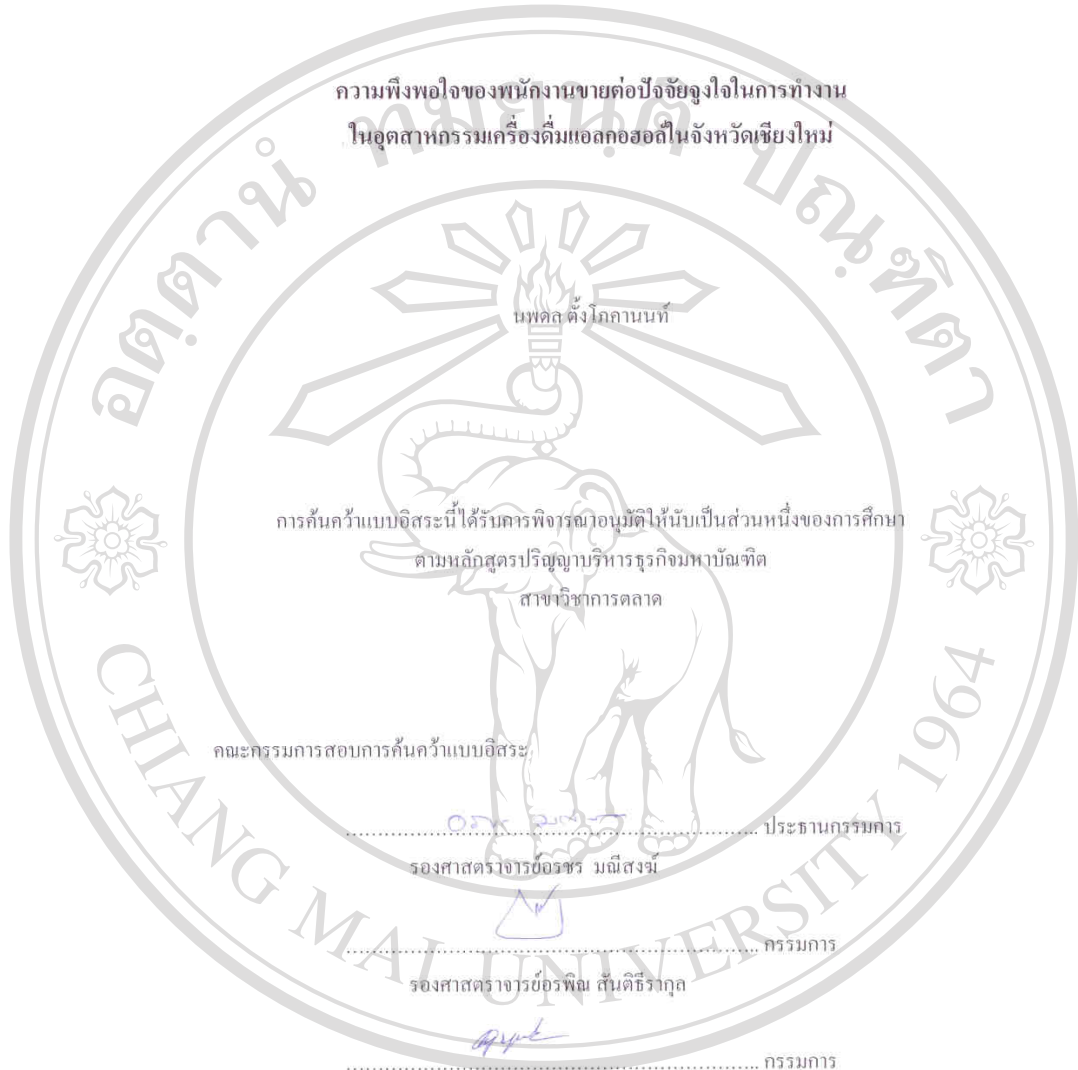 ความพึงพอใจของพนักงานขายต่อปัจจัยจูงใจในการทำงาน
ในอุตสาหกรรมเครื่องดื่มแอลกอฮอล์ในจังหวัดเชียงใหม่
นพดล ตั้งโภคานนท์
การค้นคว้าแบบอิสระนี้ได้รับการพิจารณาอนุมัติให้นับเป็นส่วนหนึ่งของการศึกษา
ตามหลักสูตรปริญญาบริหารธุรกิจมหาบัณฑิต
สาขาวิชาการตลาด
คณะกรรมการสอบการค้นคว้าแบบอิสระ
............................................................ ประธานกรรมการ
รองศาสตราจารย์อรชร มณีสงฆ์
............................................................ กรรมการ
รองศาสตราจารย์อรพิณ สันติธีรากุล
............................................................ กรรมการ
อตฺตานํ ทมยนฺติ ปณฺฑิตา
CHIANG MAI UNIVERSITY 1964